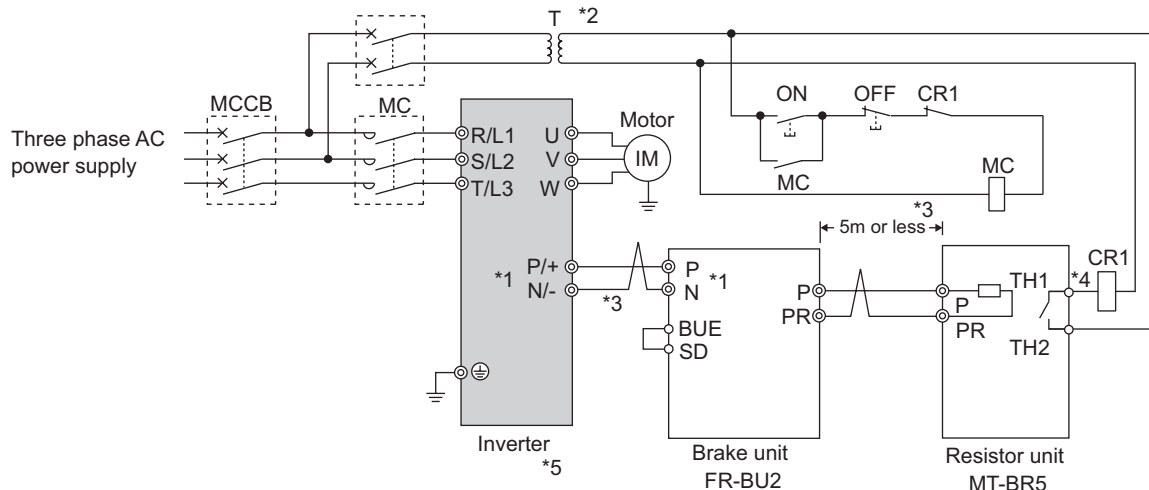 T *2
MCCB
MC
Three phase AC
power supply
R/L1
S/L2
T/L3
U
V
W
Motor
IM
ON
OFF
CR1
MC
MC
*3
5m or less
P/+
N/-
*1
*3
P
N
*1
BUE
SD
P
PR
P
PR
TH1
TH2
*4
CR1
Inverter
*5
Brake unit
FR-BU2
Resistor unit
MT-BR5